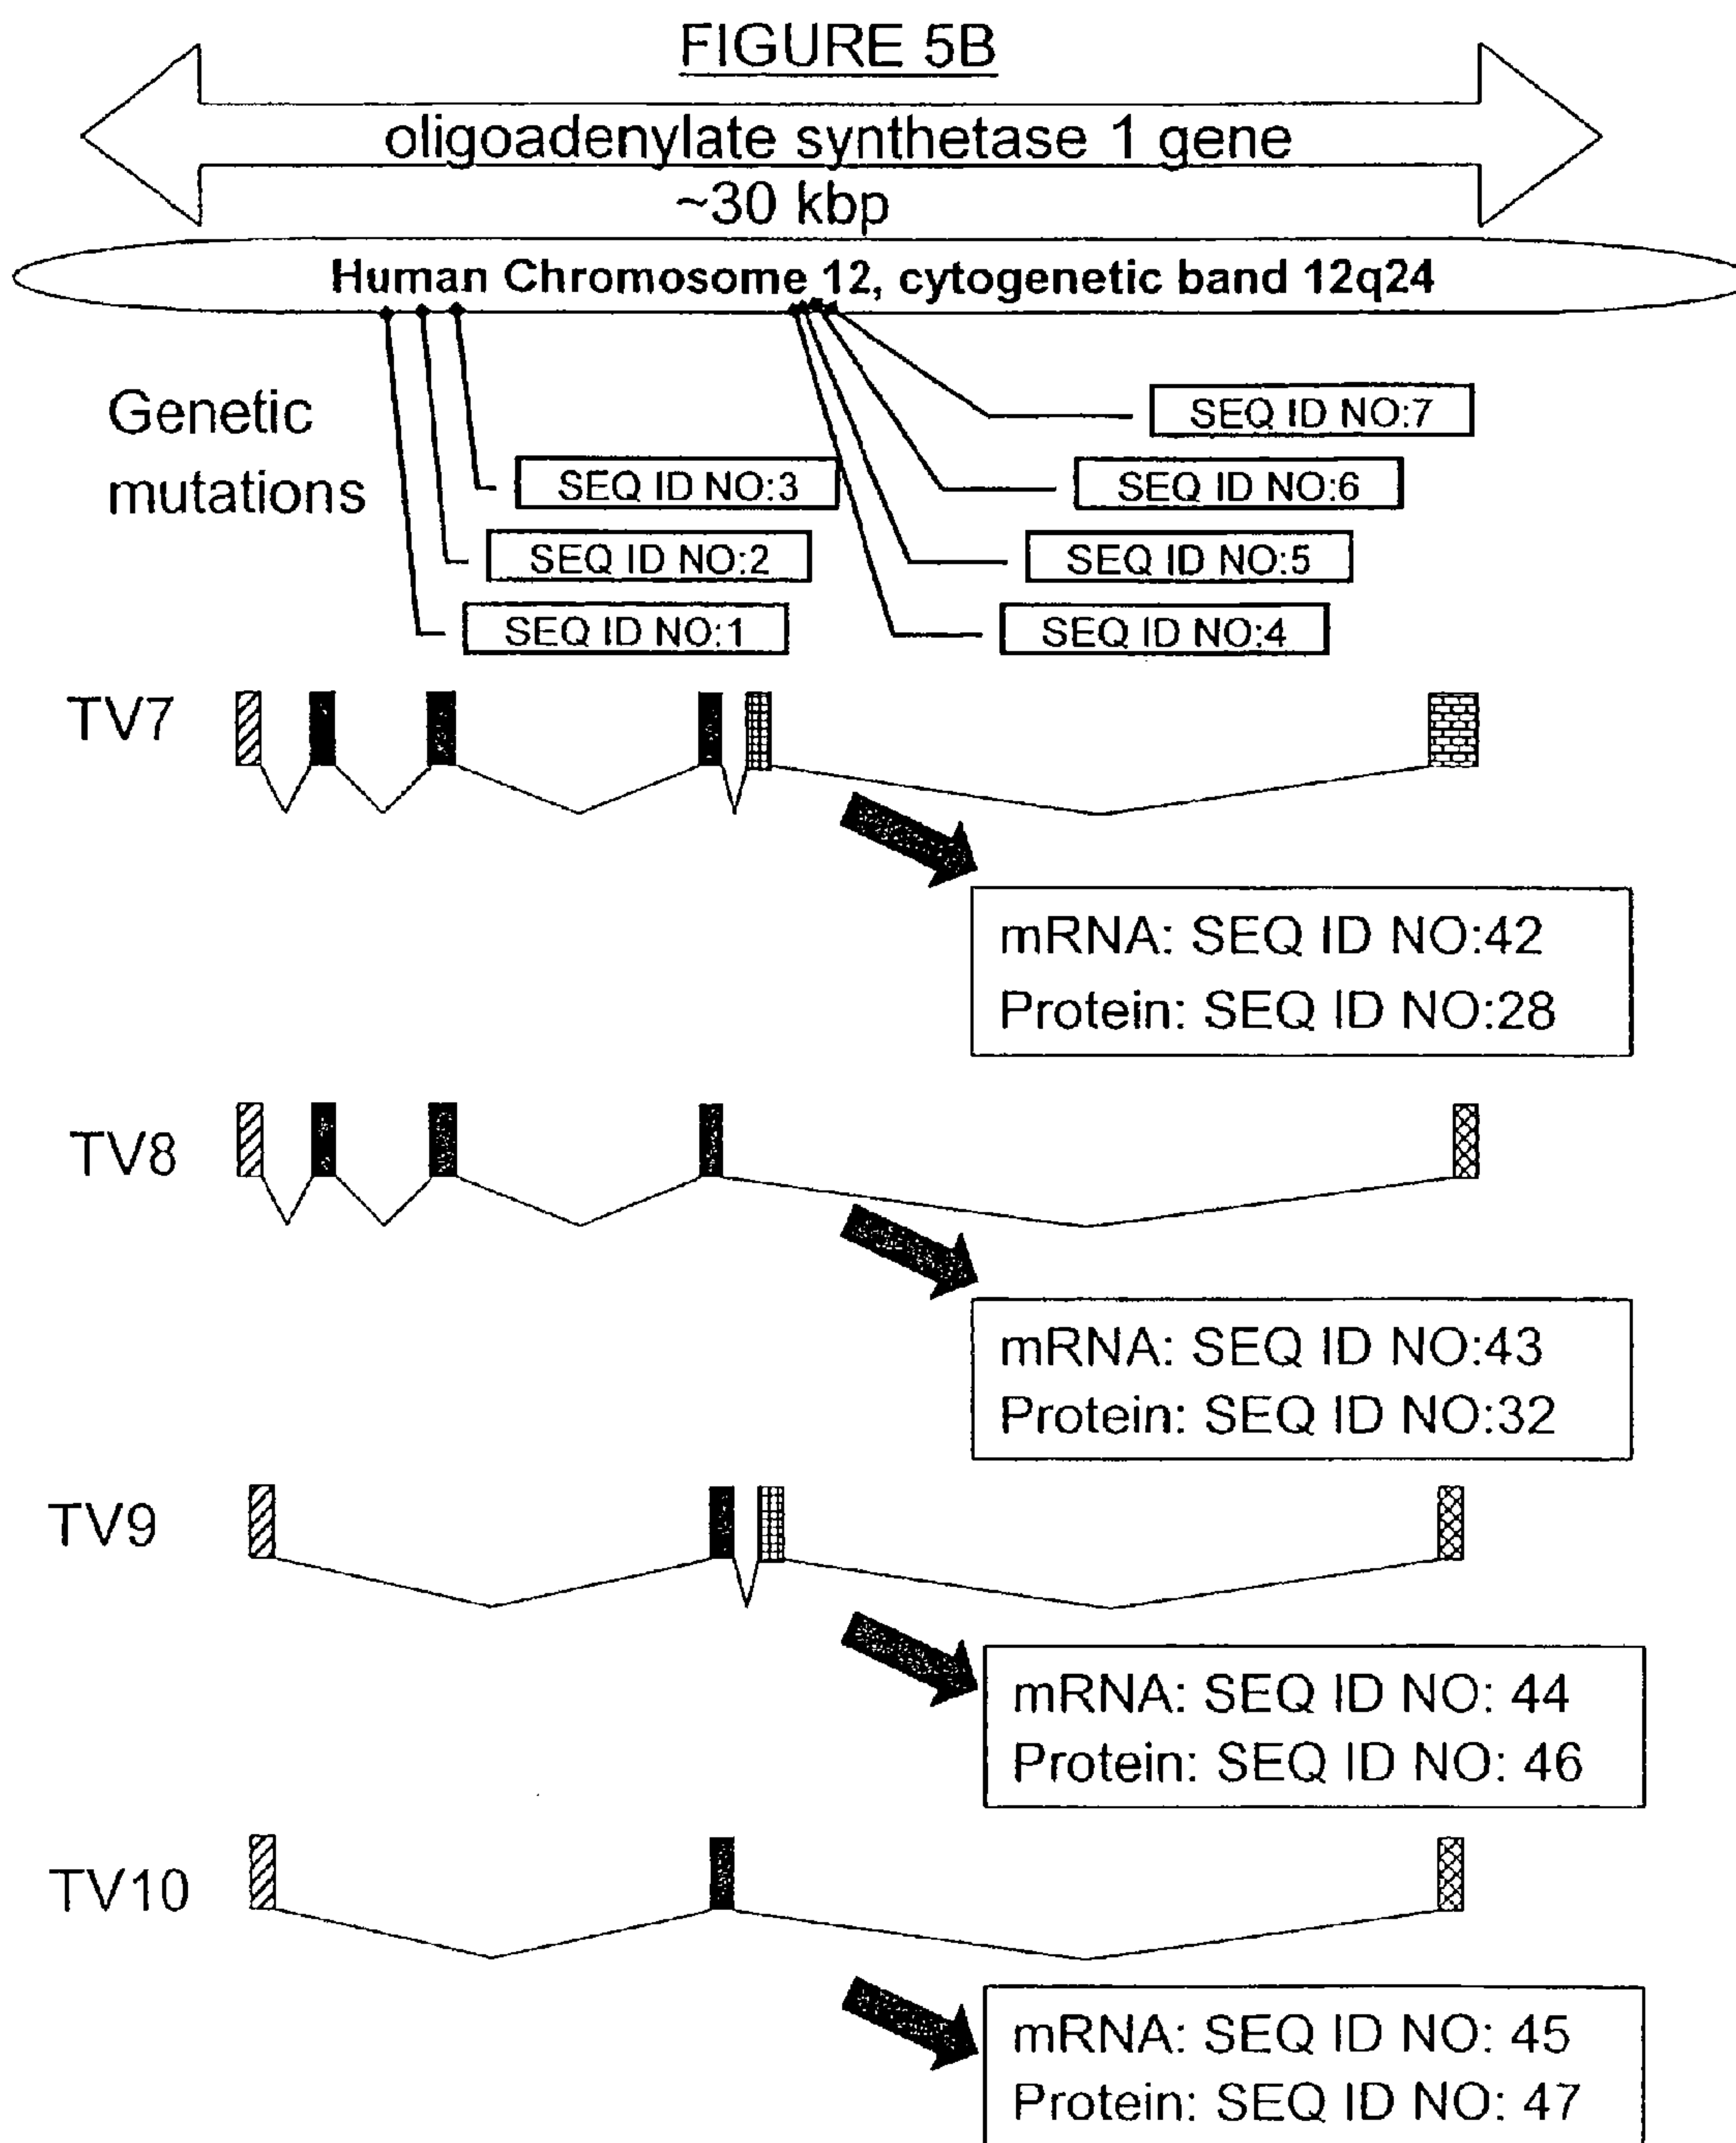 FIGURE 5B
oligoadenylate synthetase 1 gene
~30 kbp
Human Chromosome 12, cytogenetic band 12q24
Genetic
mutations
SEQ ID NO:7
SEQ ID NO:3
SEQ ID NO:6
SEQ ID NO:2
SEQ ID NO:5
SEQ ID NO:1
SEQ ID NO:4
TV7
mRNA: SEQ ID NO:42
Protein: SEQ ID NO:28
TV8
mRNA: SEQ ID NO:43
Protein: SEQ ID NO:32
TV9
mRNA: SEQ ID NO: 44
Protein: SEQ ID NO: 46
TV10
mRNA: SEQ ID NO: 45
Protein: SEQ ID NO: 47